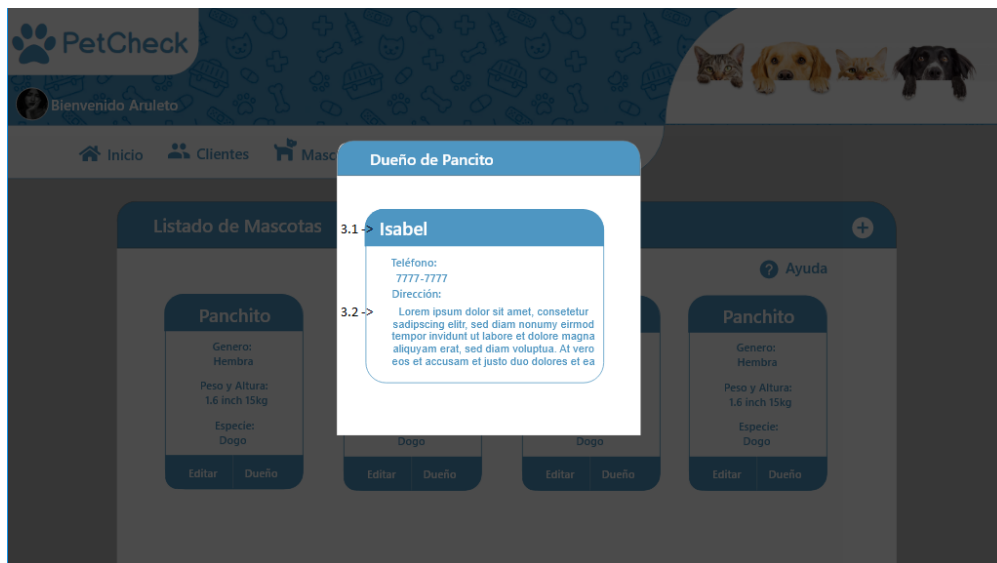 PetCheck
Bienvenido Aruleto
Inicio
Clientes
Masc
Dueño de Pancito
Listado de Mascotas
3.1 -> Isabel
Teléfono:
7777-7777
Dirección:
3.2 -> Lorem ipsum dolor sit amet, consetetur
sadipscing elitr, sed diam nonumy eirmod
tempor invidunt ut labore et dolore magna
aliquyam erat, sed diam voluptua. At vero
eos et accusam et justo duo dolores et ea
Ayuda
Panchito
Genero:
Hembra
Peso y Altura:
1.6 inch 15kg
Especie:
Dogo
Editar Dueño
Dogo
Editar Dueño
Dogo
Editar Dueño
Panchito
Genero:
Hembra
Peso y Altura:
1.6 inch 15kg
Especie:
Dogo
Editar Dueño